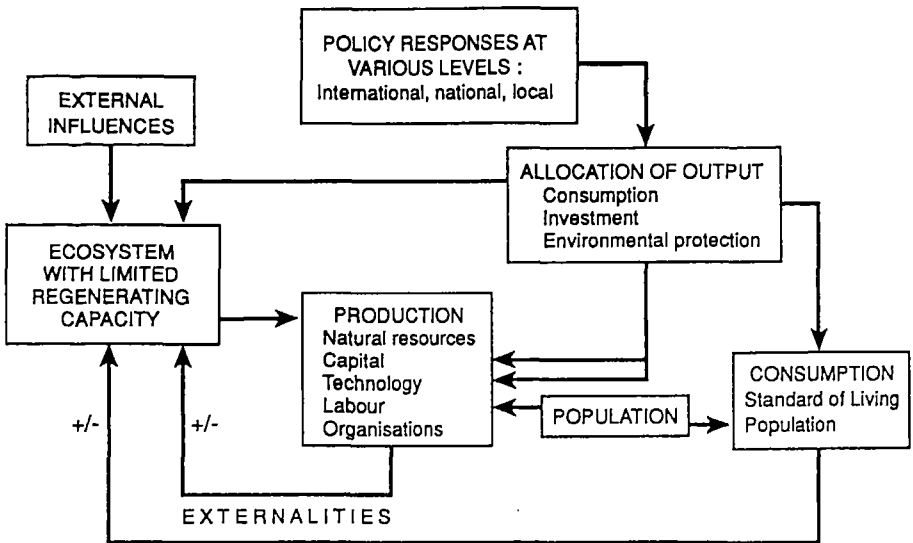 POLICY RESPONSES AT
VARIOUS LEVELS :
International, national, local
EXTERNAL
INFLUENCES
ALLOCATION OF OUTPUT
Consumption
Investment
Environmental protection
ECOSYSTEM
WITH LIMITED
REGENERATING
CAPACITY
PRODUCTION
Natural resources
Capital
Technology
Labour
Organisations
POPULATION
CONSUMPTION
Standard of Living
Population
+/-
+/-
EXTERNALITIES